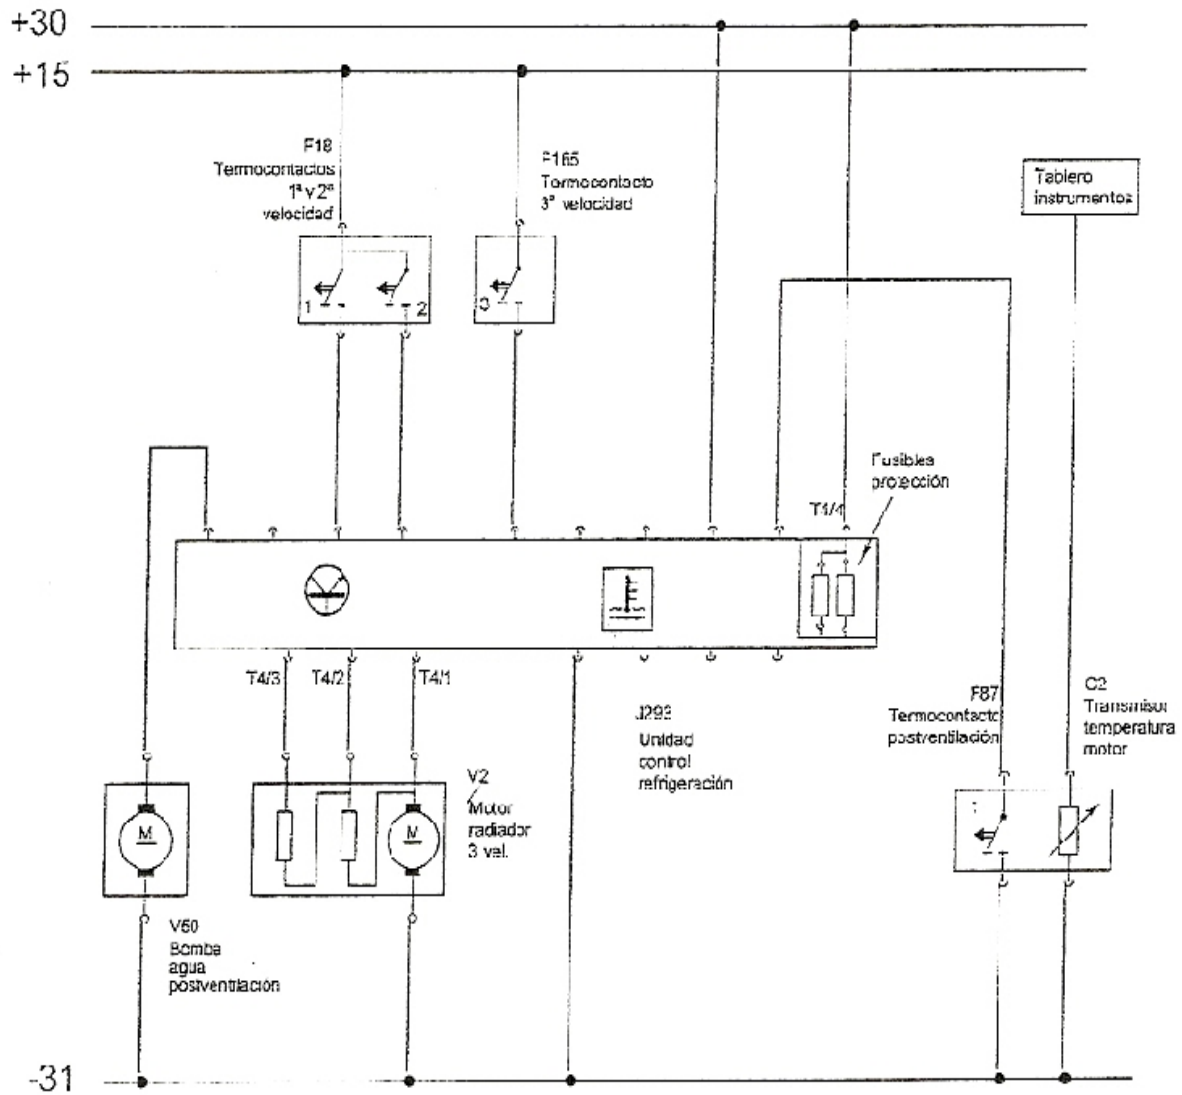 +30
+15
F18
Termocontactos
1ª y 2ª
velocidad
F165
Termocontacto
3ª velocidad
Tablero
instrumentos
1
2
3
Fusibles
protección
T4/4
T4/3
T4/2
T4/1
J293
Unidad
control
refrigeración
F87
Termocontacto
postventilación
G2
Transmisor
temperatura
motor
V2
Motor
radiador
3 vel.
M
M
1
V50
Bomba
agua
postventilación
-31